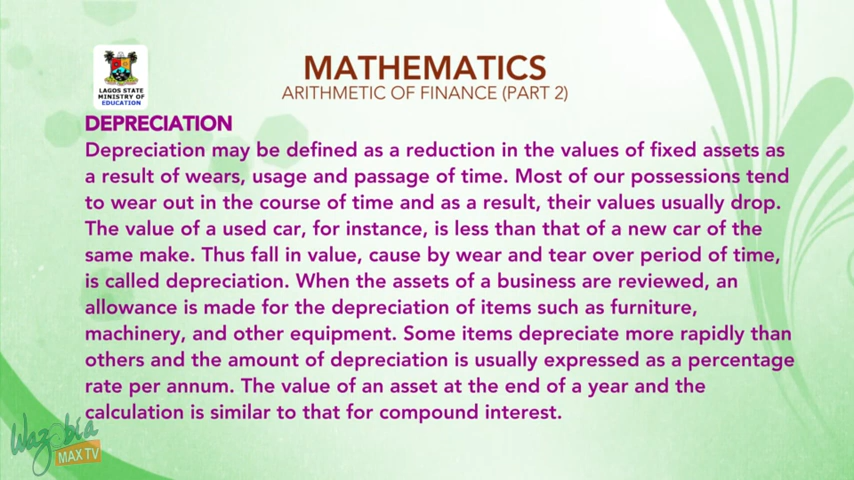 MATHEMATICS
ARITHMETIC OF FINANCE (PART 2)
LAGOS STATE
MINISTRY OF
EDUCATION
DEPRECIATION
Depreciation may be defined as a reduction in the values of fixed assets as
a result of wears, usage and passage of time. Most of our possessions tend
to wear out in the course of time and as a result, their values usually drop.
The value of a used car, for instance, is less than that of a new car of the
same make. Thus fall in value, cause by wear and tear over period of time,
is called depreciation. When the assets of a business are reviewed, an
allowance is made for the depreciation of items such as furniture,
machinery, and other equipment. Some items depreciate more rapidly than
others and the amount of depreciation is usually expressed as a percentage
rate per annum. The value of an asset at the end of a year and the
calculation is similar to that for compound interest.
Wazobia
MAX TV